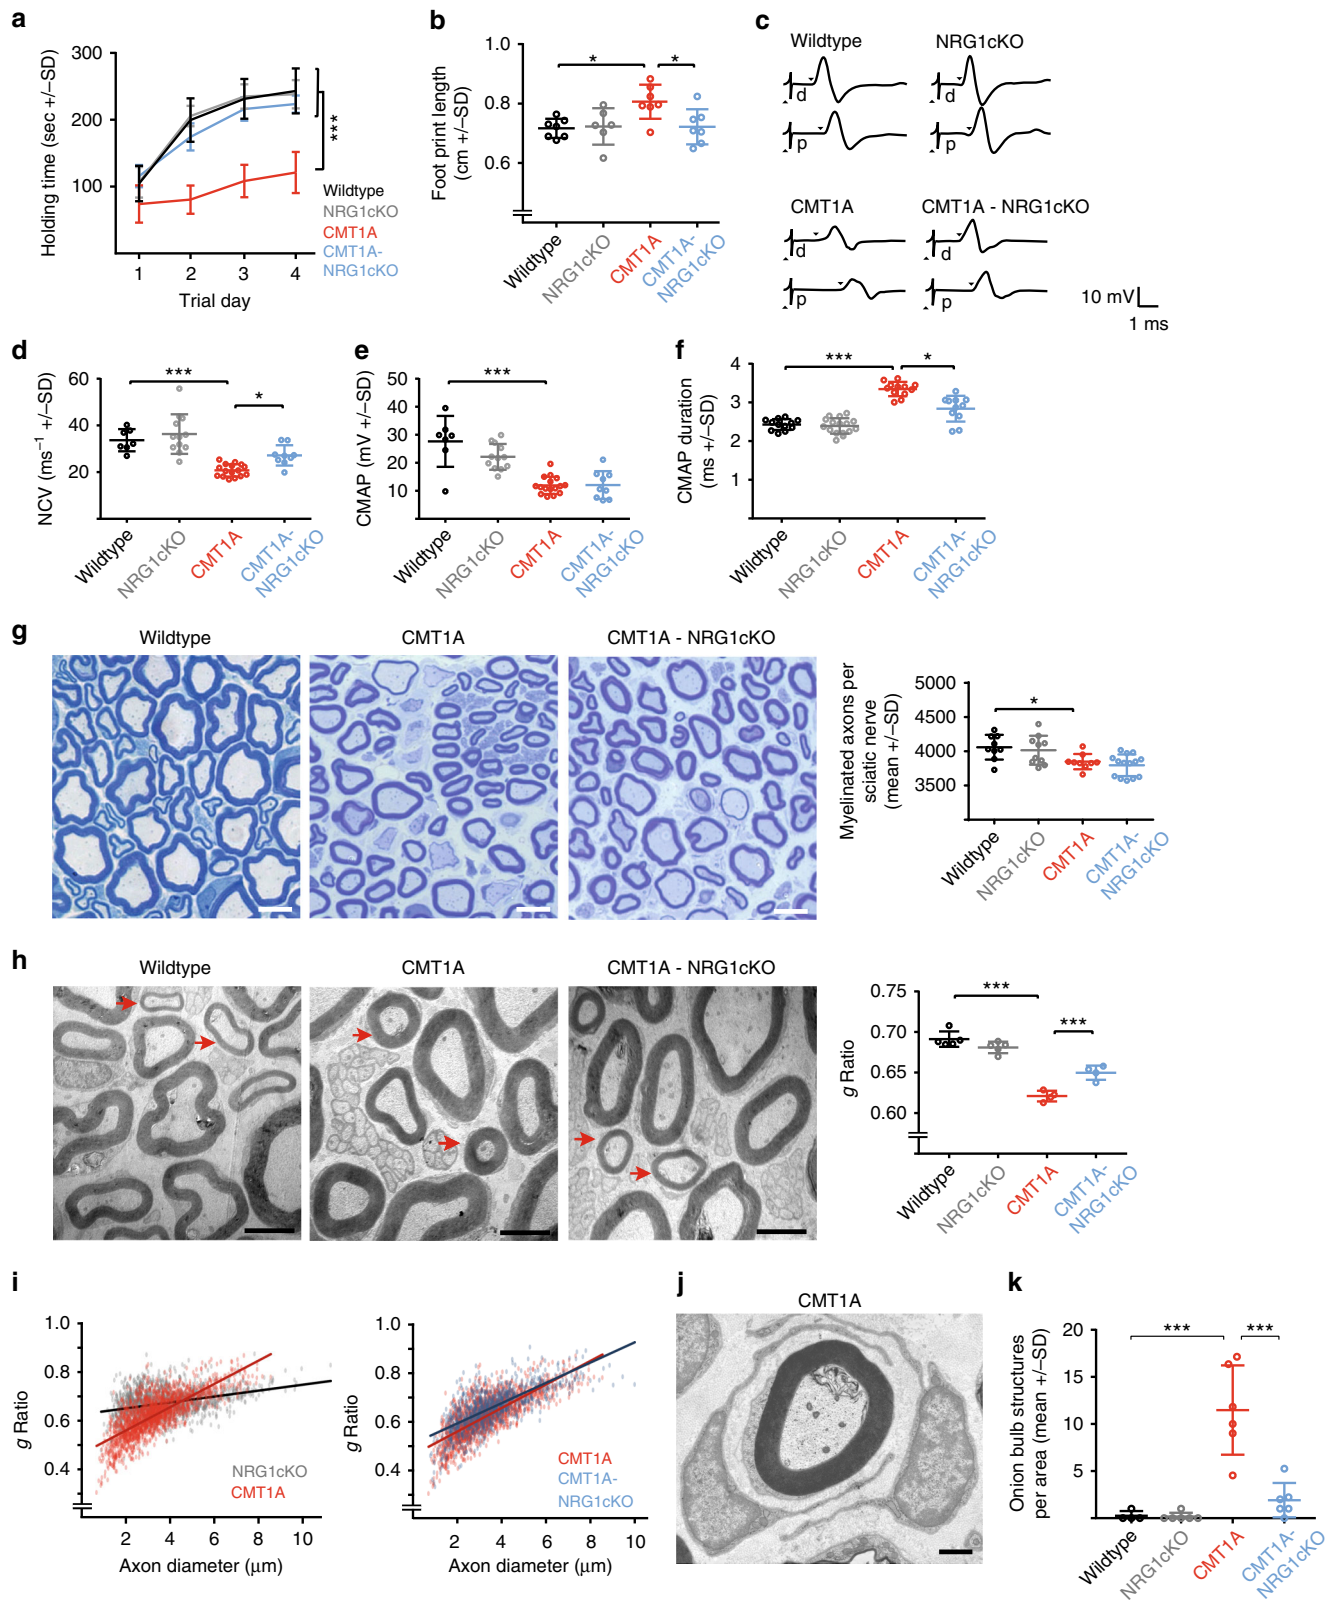 a
300
200
100
Holding time (sec +/–SD)
1 2 3 4
Trial day
***
Wildtype
NRG1cKO
CMT1A
CMT1A-
NRG1cKO
b
1.0
0.8
0.6
Foot print length
(cm +/–SD)
* *
Wildtype
NRG1cKO
CMT1A
CMT1A-
NRG1cKO
c
Wildtype
NRG1cKO
d
d
p
p
CMT1A
CMT1A - NRG1cKO
d
d
p
p
10 mV
1 ms
d
60
40
20
NCV (ms⁻¹ +/–SD)
***
*
Wildtype
NRG1cKO
CMT1A
CMT1A-
NRG1cKO
e
50
40
30
20
10
CMAP (mV +/–SD)
***
Wildtype
NRG1cKO
CMT1A
CMT1A-
NRG1cKO
f
4
3
2
1
CMAP duration
(ms +/–SD)
*** *
Wildtype
NRG1cKO
CMT1A
CMT1A-
NRG1cKO
g
Wildtype
CMT1A
CMT1A - NRG1cKO
5000
4500
4000
3500
Myelinated axons per
sciatic nerve
(mean +/–SD)
*
Wildtype
NRG1cKO
CMT1A
CMT1A-
NRG1cKO
h
Wildtype
CMT1A
CMT1A - NRG1cKO
0.75
0.70
0.65
0.60
g Ratio
***
***
Wildtype
NRG1cKO
CMT1A
CMT1A-
NRG1cKO
i
1.0
0.8
0.6
0.4
g Ratio
NRG1cKO
CMT1A
2 4 6 8 10
Axon diameter (μm)
1.0
0.8
0.6
0.4
g Ratio
CMT1A
CMT1A-
NRG1cKO
2 4 6 8 10
Axon diameter (μm)
j
CMT1A
k
20
15
10
5
Onion bulb structures
per area (mean +/–SD)
*** ***
Wildtype
NRG1cKO
CMT1A
CMT1A-
NRG1cKO